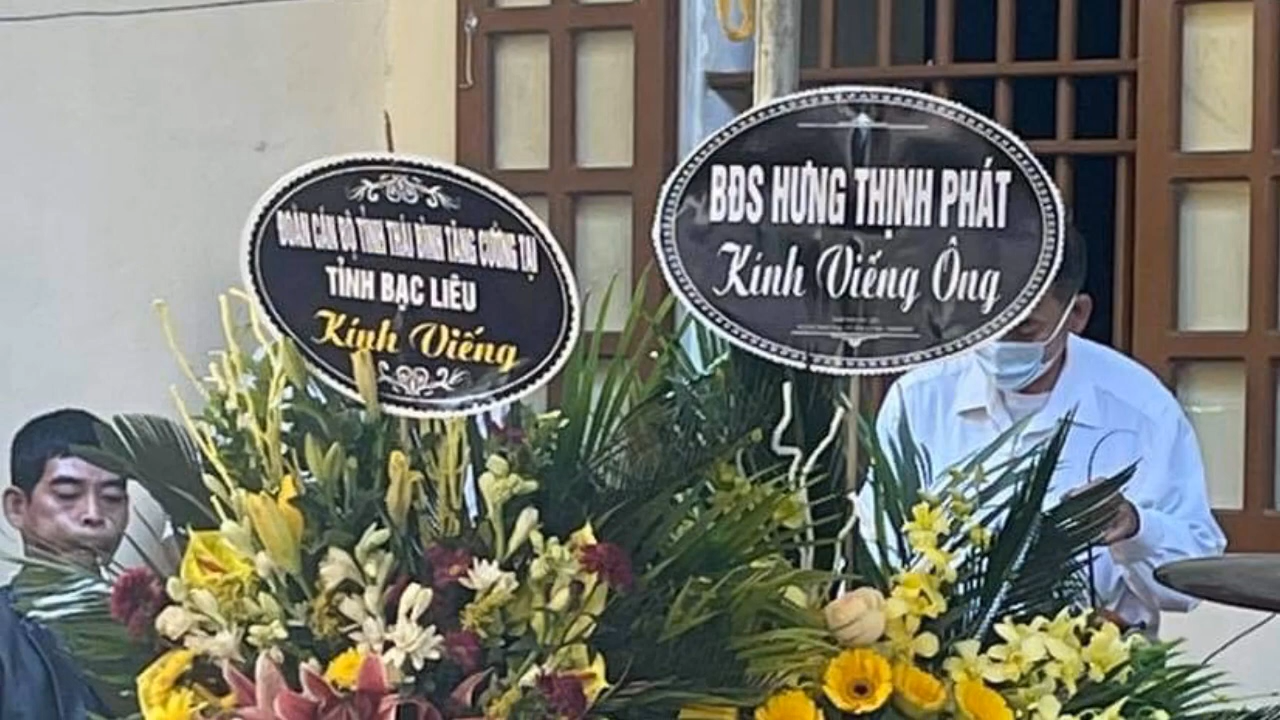 ĐOÀN CÁN BỘ TỈNH THÁI BÌNH TĂNG CƯỜNG TẠI
TỈNH BẠC LIÊU
Kính Viếng
BĐS HƯNG THỊNH PHÁT
Kính Viếng Ông